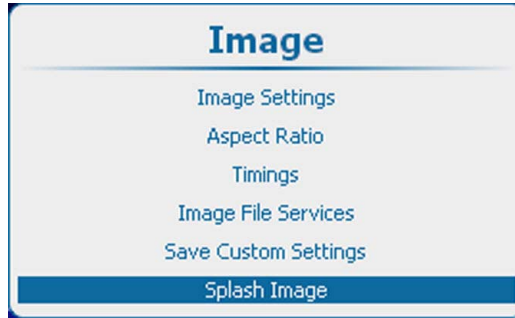 Image
Image Settings
Aspect Ratio
Timings
Image File Services
Save Custom Settings
Splash Image